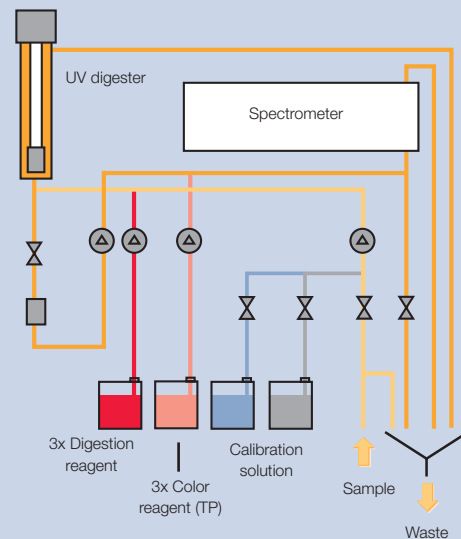 UV digester
Spectrometer
3x Digestion
reagent
3x Color
reagent (TP)
Calibration
solution
Sample
Waste